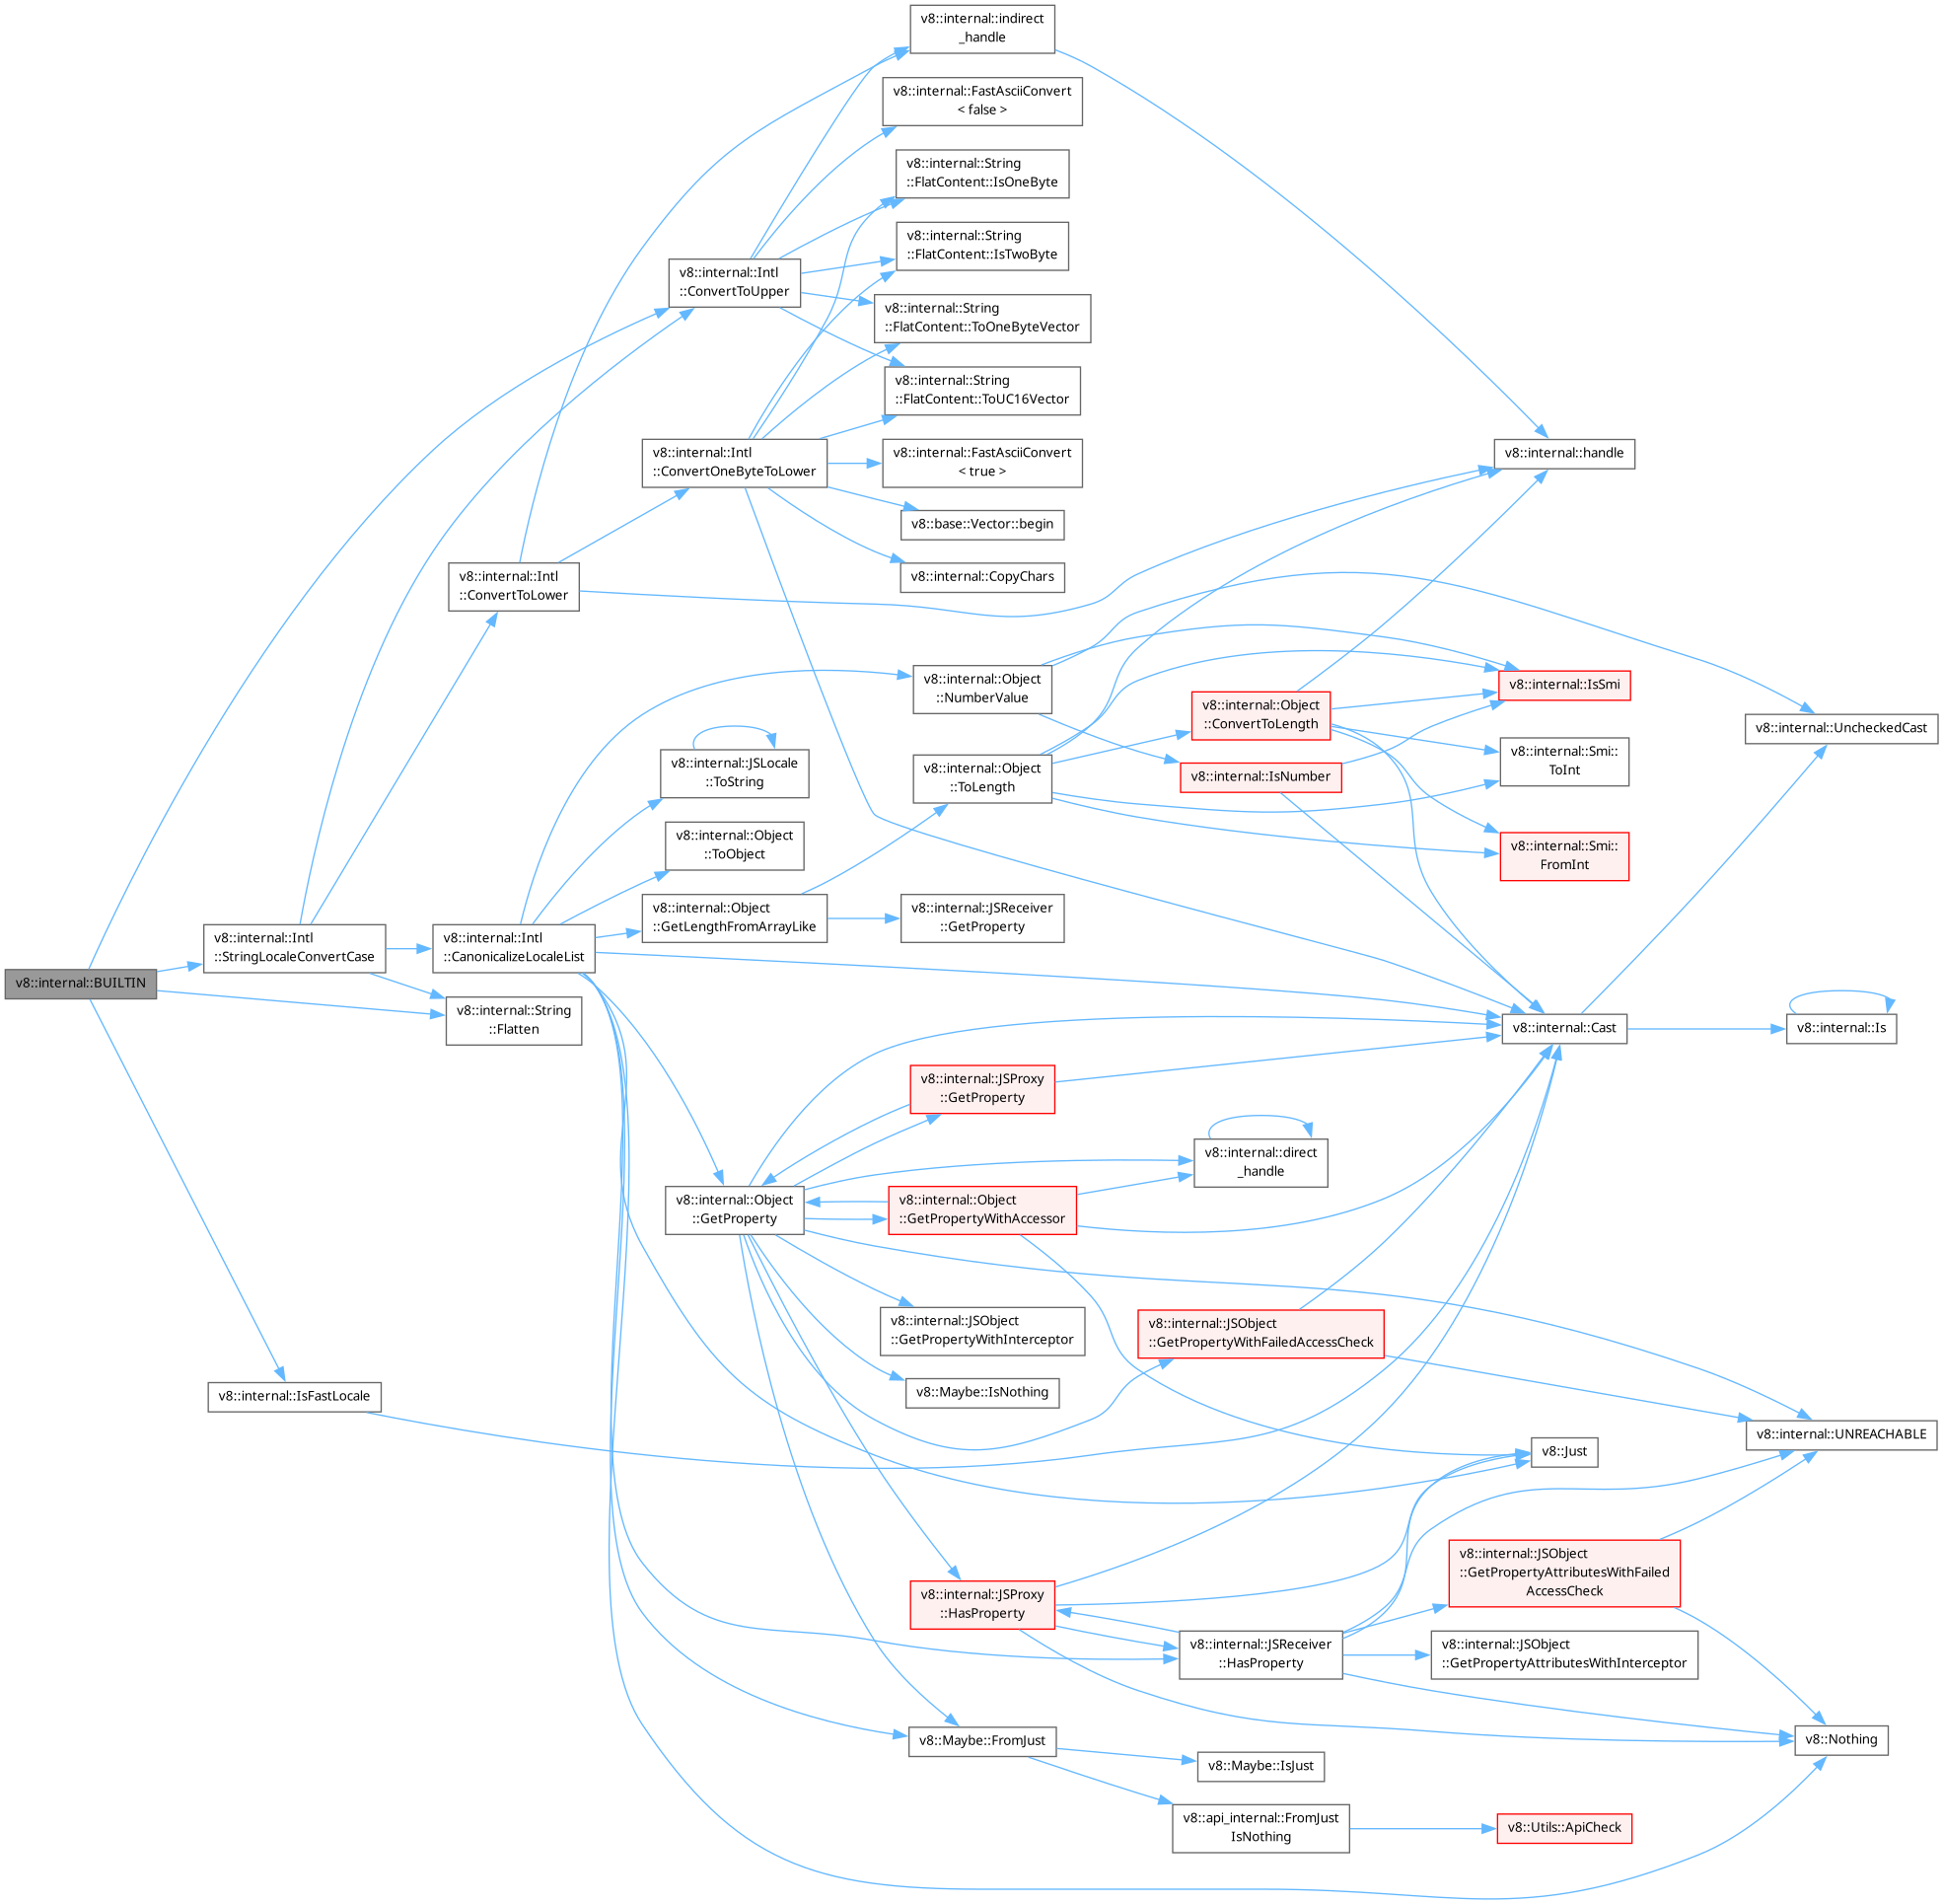 v8::internal::indirect
_handle
v8::internal::FastAsciiConvert
< false >
v8::internal::String
::FlatContent::IsOneByte
v8::internal::String
::FlatContent::IsTwoByte
v8::internal::Intl
::ConvertToUpper
v8::internal::String
::FlatContent::ToOneByteVector
v8::internal::String
::FlatContent::ToUC16Vector
v8::internal::Intl
::ConvertOneByteToLower
v8::internal::FastAsciiConvert
< true >
v8::internal::handle
v8::base::Vector::begin
v8::internal::Intl
::ConvertToLower
v8::internal::CopyChars
v8::internal::Object
::NumberValue
v8::internal::IsSmi
v8::internal::Object
::ConvertToLength
v8::internal::UncheckedCast
v8::internal::JSLocale
::ToString
v8::internal::Object
::ToLength
v8::internal::IsNumber
v8::internal::Smi::
ToInt
v8::internal::Object
::ToObject
v8::internal::Smi::
FromInt
v8::internal::Object
::GetLengthFromArrayLike
v8::internal::JSReceiver
::GetProperty
v8::internal::Intl
::StringLocaleConvertCase
v8::internal::Intl
::CanonicalizeLocaleList
v8::internal::BUILTIN
v8::internal::String
::Flatten
v8::internal::Cast
v8::internal::Is
v8::internal::JSProxy
::GetProperty
v8::internal::direct
_handle
v8::internal::Object
::GetProperty
v8::internal::Object
::GetPropertyWithAccessor
v8::internal::JSObject
::GetPropertyWithInterceptor
v8::internal::JSObject
::GetPropertyWithFailedAccessCheck
v8::internal::IsFastLocale
v8::Maybe::IsNothing
v8::internal::UNREACHABLE
v8::Just
v8::internal::JSProxy
::HasProperty
v8::internal::JSObject
::GetPropertyAttributesWithFailed
AccessCheck
v8::internal::JSReceiver
::HasProperty
v8::internal::JSObject
::GetPropertyAttributesWithInterceptor
v8::Maybe::FromJust
v8::Nothing
v8::Maybe::IsJust
v8::api_internal::FromJust
IsNothing
v8::Utils::ApiCheck